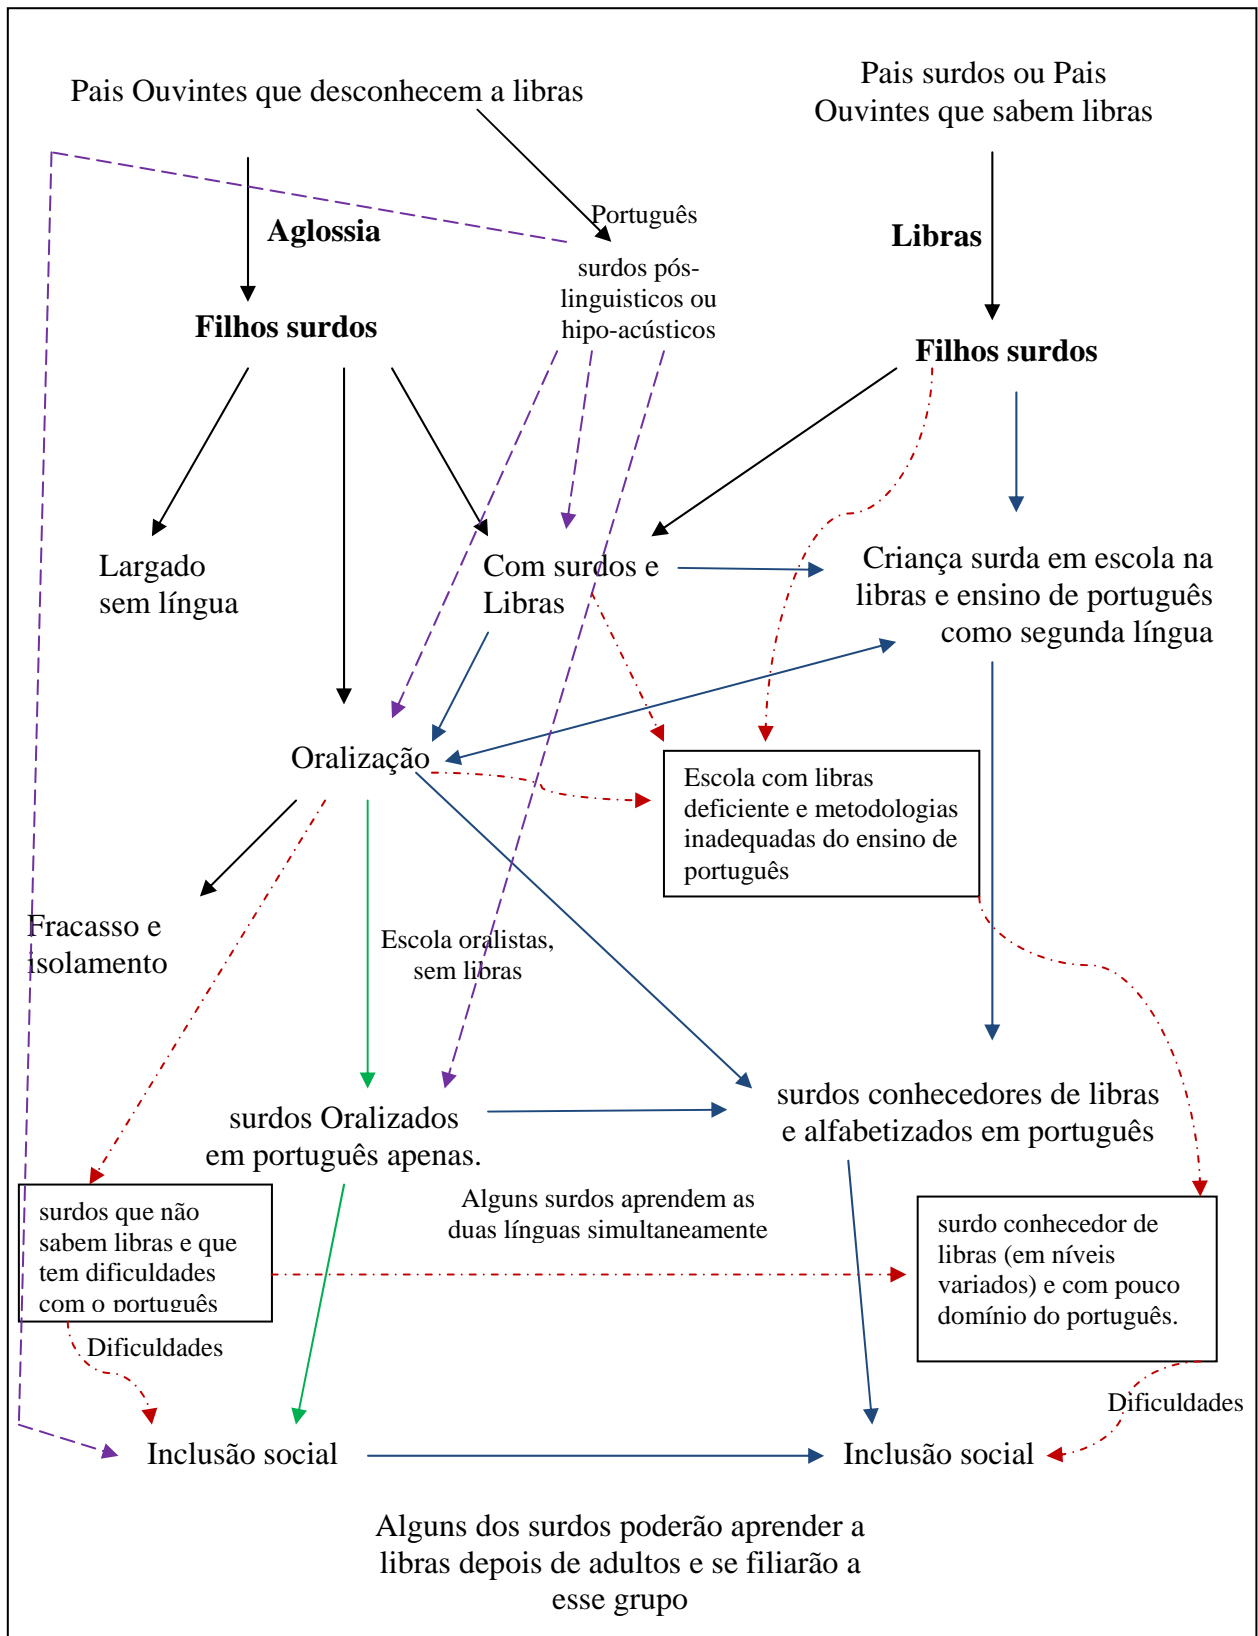 Pais Ouvintes que desconhecem a libras
Pais surdos ou Pais
Ouvintes que sabem libras
Aglossia
Português
Libras
surdos pós-
linguisticos ou
hipo-acústicos
Filhos surdos
Filhos surdos
Largado
sem língua
Com surdos e
Libras
Criança surda em escola na
libras e ensino de português
como segunda língua
Oralização
Escola com libras
deficiente e metodologias
inadequadas do ensino de
português
Fracasso e
isolamento
Escola oralistas,
sem libras
surdos Oralizados
em português apenas.
surdos conhecedores de libras
e alfabetizados em português
surdos que não
sabem libras e que
tem dificuldades
com o português
Alguns surdos aprendem as
duas línguas simultaneamente
surdo conhecedor de
libras (em níveis
variados) e com pouco
domínio do português.
Dificuldades
Dificuldades
Inclusão social
Inclusão social
Alguns dos surdos poderão aprender a
libras depois de adultos e se filiarão a
esse grupo